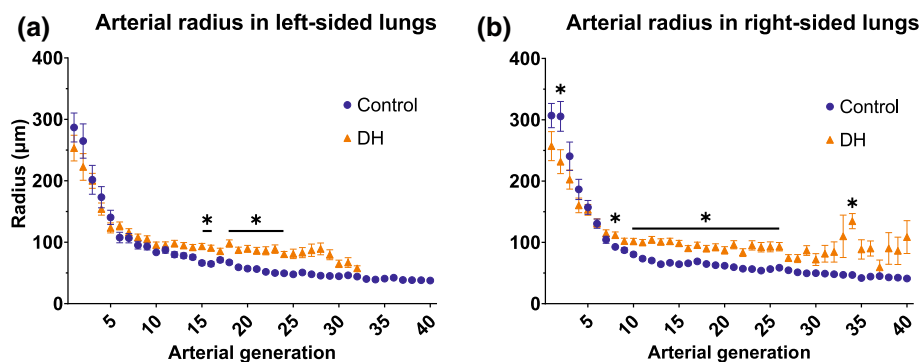 (a) Arterial radius in left-sided lungs
400
300
200
100
0
Radius (µm)
Control
DH
*
*
5 10 15 20 25 30 35 40
Arterial generation
(b) Arterial radius in right-sided lungs
400
300
200
100
0
Control
DH
*
*
*
*
5 10 15 20 25 30 35 40
Arterial generation